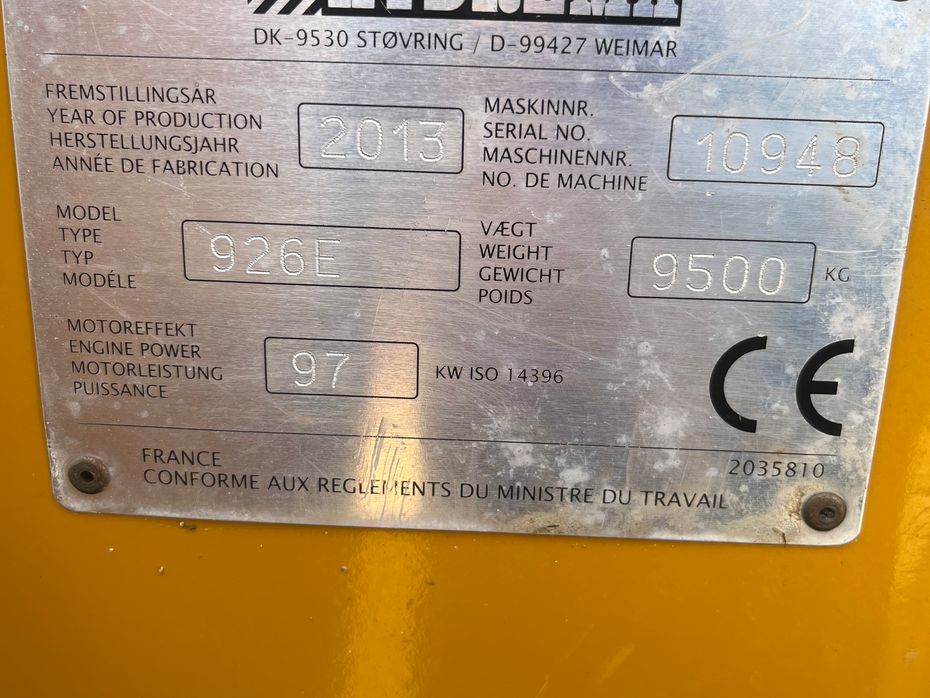 DK-9530 STØVRING / D-99427 WEIMAR
FREMSTILLINGSÅR
YEAR OF PRODUCTION
HERSTELLUNGSJAHR
ANNÉE DE FABRICATION
2013
MASKINNR.
SERIAL NO.
MASCHINENNR.
NO. DE MACHINE
10948
MODEL
TYPE
TYP
MODÉLE
926E
VÆGT
WEIGHT
GEWICHT
POIDS
9500 KG
MOTOREFFEKT
ENGINE POWER
MOTORLEISTUNG
PUISSANCE
97 KW ISO 14396
CE
FRANCE
2035810
CONFORME AUX REGLEMENTS DU MINISTRE DU TRAVAIL